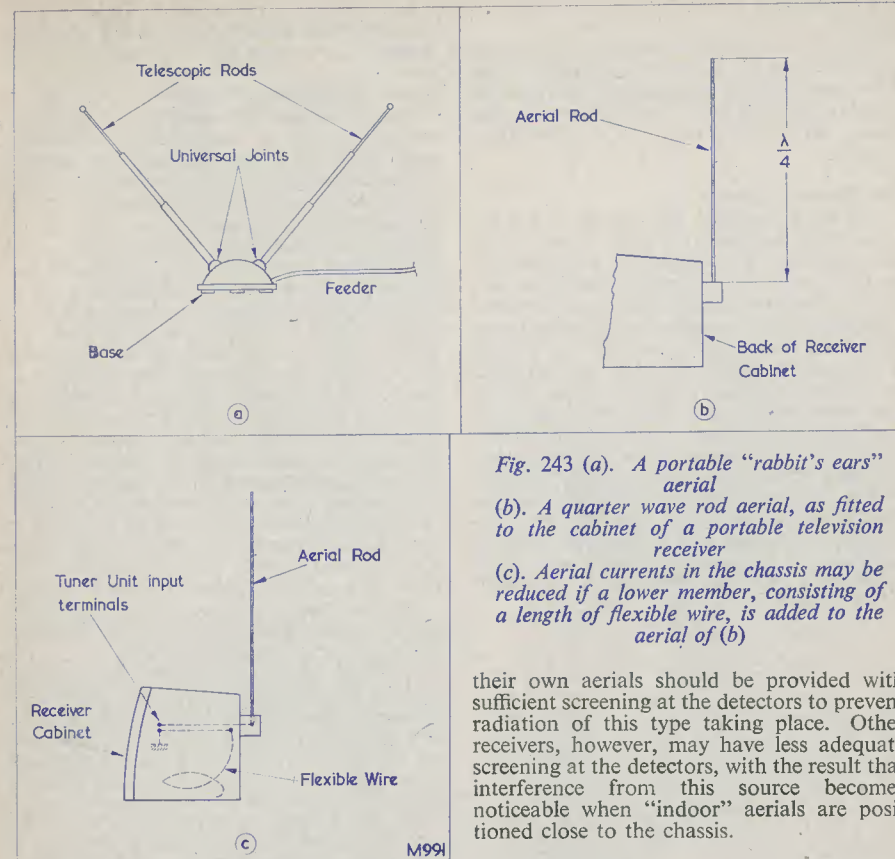 Telescopic Rods
Universal Joints
Feeder
Base
a
Aerial Rod
λ
4
Back of Receiver
Cabinet
b
Tuner Unit input
terminals
Aerial Rod
Receiver
Cabinet
Flexible Wire
c
M991
Fig. 243 (a). A portable "rabbit's ears"
aerial
(b). A quarter wave rod aerial, as fitted
to the cabinet of a portable television
receiver
(c). Aerial currents in the chassis may be
reduced if a lower member, consisting of
a length of flexible wire, is added to the
aerial of (b)
their own aerials should be provided wit
sufficient screening at the detectors to preven
radiation of this type taking place. Othe
receivers, however, may have less adequat
screening at the detectors, with the result tha
interference from this source become
noticeable when "indoor" aerials are posi
tioned close to the chassis.